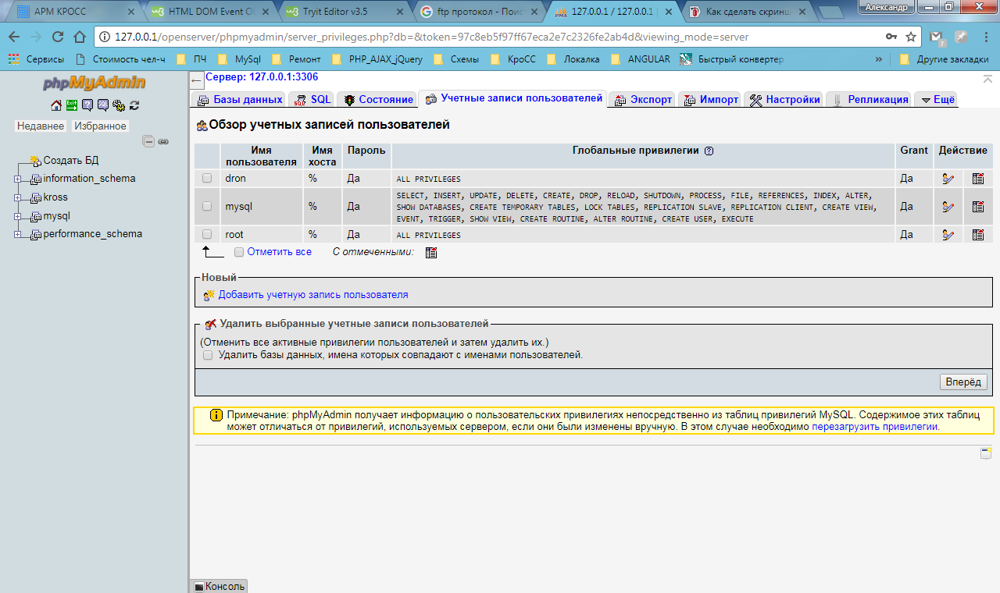 АРМ КРОСС
HTML DOM Event Ob
Tryit Editor v3.5
ftp протокол - Поис
127.0.0.1 / 127.0.0.1 |
Как сделать скринш
Александр
127.0.0.1/openserver/phpmyadmin/server_privileges.php?db=&token=97c8eb5f97ff67eca2e7c2326fe2ab4d&viewing_mode=server
Сервисы
Стоимость чел-ч
ПЧ
MySql
Ремонт
PHP_AJAX_jQuery
Схемы
КроСС
Локалка
ANGULAR
Быстрый конвертер
»
Другие закладки
phpMyAdmin
Недавнее Избранное
Создать БД
information_schema
kross
mysql
performance_schema
Сервер: 127.0.0.1:3306
Базы данных SQL Состояние Учетные записи пользователей Экспорт Импорт Настройки Репликация Ещё
Обзор учетных записей пользователей
Имя пользователя Имя хоста Пароль Глобальные привилегии Grant Действие
dron % Да ALL PRIVILEGES Да
mysql % Да SELECT, INSERT, UPDATE, DELETE, CREATE, DROP, RELOAD, SHUTDOWN, PROCESS, FILE, REFERENCES, INDEX, ALTER,
SHOW DATABASES, CREATE TEMPORARY TABLES, LOCK TABLES, REPLICATION SLAVE, REPLICATION CLIENT, CREATE VIEW,
EVENT, TRIGGER, SHOW VIEW, CREATE ROUTINE, ALTER ROUTINE, CREATE USER, EXECUTE Да
root % Да ALL PRIVILEGES Да
Отметить все С отмеченными:
Новый
Добавить учетную запись пользователя
Удалить выбранные учетные записи пользователей
(Отменить все активные привилегии пользователей и затем удалить их.)
Удалить базы данных, имена которых совпадают с именами пользователей.
Вперёд
Примечание: phpMyAdmin получает информацию о пользовательских привилегиях непосредственно из таблиц привилегий MySQL. Содержимое этих таблиц
может отличаться от привилегий, используемых сервером, если они были изменены вручную. В этом случае необходимо перезагрузить привилегии.
Консоль